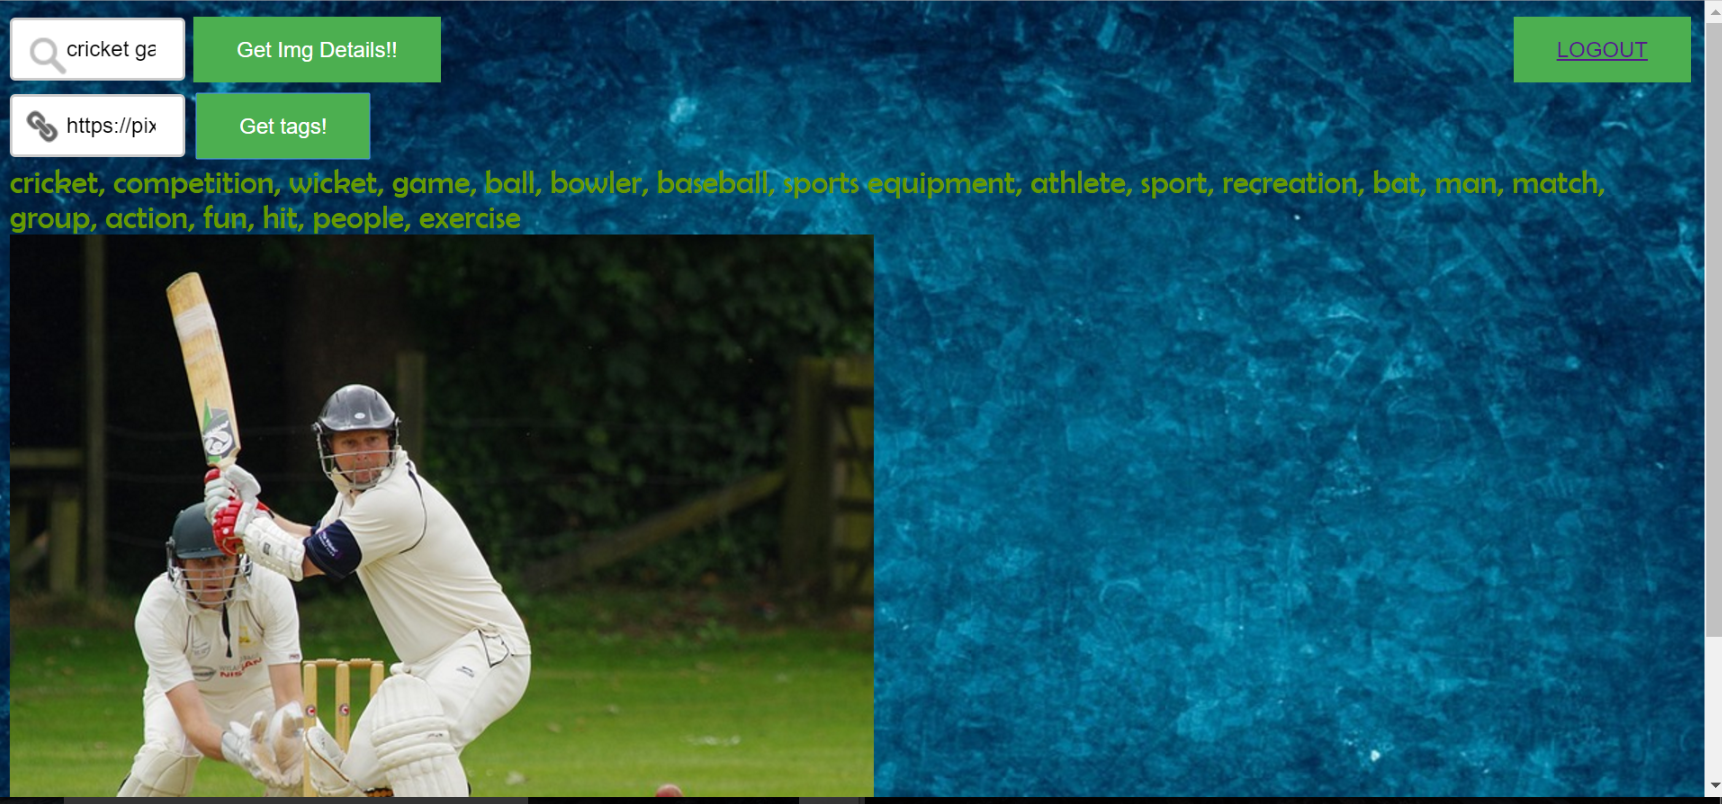 cricket ga
Get Img Details!!
LOGOUT
https://pix
Get tags!
cricket, competition, wicket, game, ball, bowler, baseball, sports equipment, athlete, sport, recreation, bat, man, match,
group, action, fun, hit, people, exercise
NISSAN